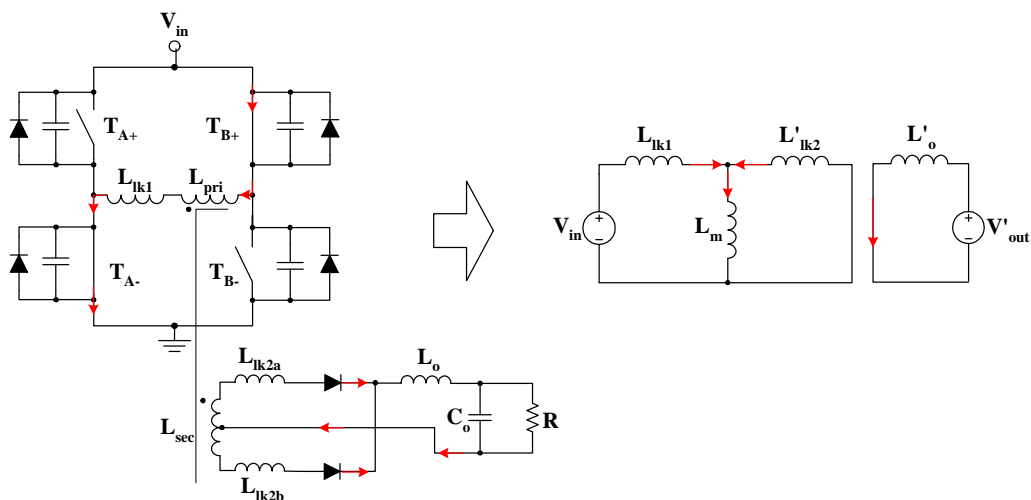 V_in
T_A+
T_B+
L_lk1
L_pri
T_A-
T_B-
L_lk2a
L_o
L_sec
C_o
R
L_lk2b
L_lk1
L'_lk2
L'_o
V_in
+
−
L_m
+
−
V'_out